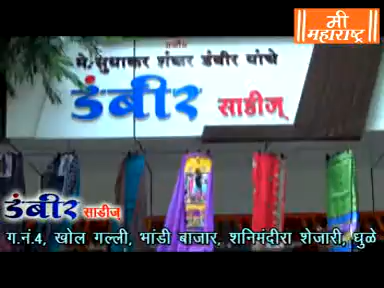 मी
महाराष्ट्र
मे. सुधाकर शंकर डंबीर यांचे
डंबीर साडीज्
डंबीर साडीज्
ग.नं.4, खोल गल्ली, भांडी बाजार, शनिमंदीरा शेजारी, धुळे